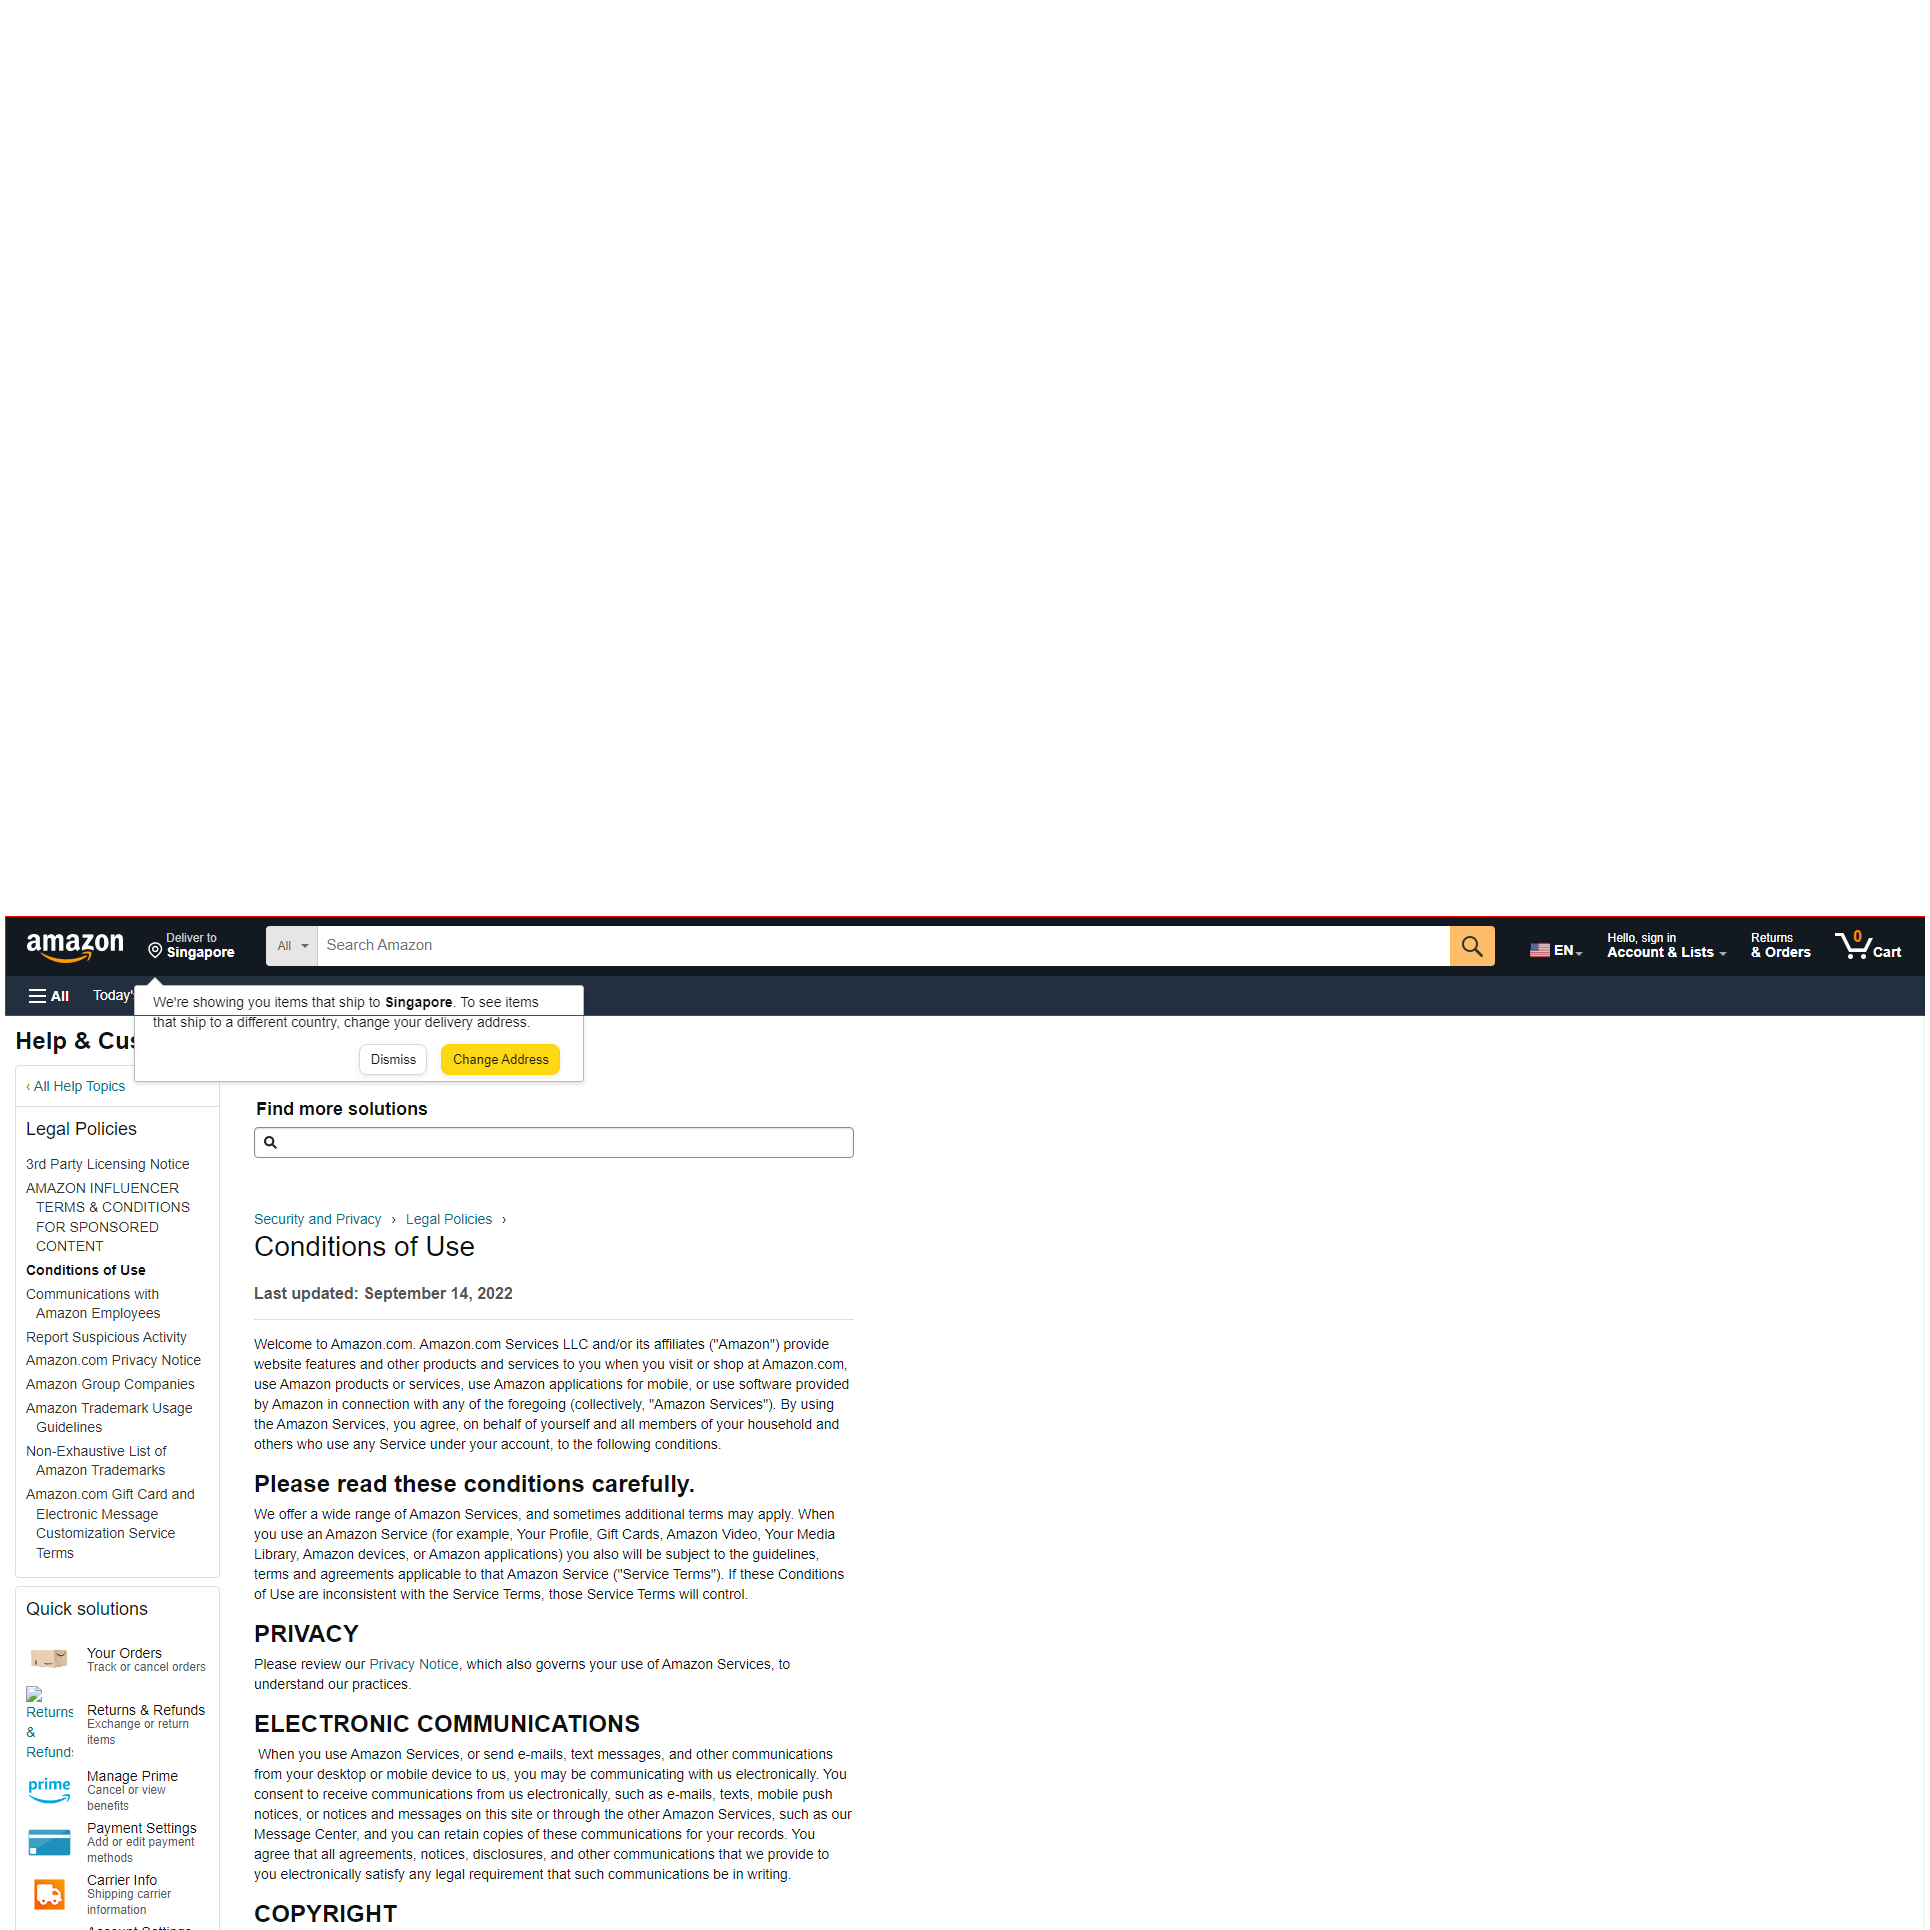 amazon
Deliver to
Singapore
All
Search Amazon
EN
Hello, sign in
Account & Lists
Returns
& Orders
0
Cart
All
Today'
We're showing you items that ship to Singapore. To see items
that ship to a different country, change your delivery address.
Dismiss
Change Address
Help & Cus
‹ All Help Topics
Legal Policies
3rd Party Licensing Notice
AMAZON INFLUENCER
TERMS & CONDITIONS
FOR SPONSORED
CONTENT
Conditions of Use
Communications with
Amazon Employees
Report Suspicious Activity
Amazon.com Privacy Notice
Amazon Group Companies
Amazon Trademark Usage
Guidelines
Non-Exhaustive List of
Amazon Trademarks
Amazon.com Gift Card and
Electronic Message
Customization Service
Terms
Quick solutions
Your Orders
Track or cancel orders
Returns
&
Refunds
Returns & Refunds
Exchange or return
items
prime
Manage Prime
Cancel or view
benefits
Payment Settings
Add or edit payment
methods
Carrier Info
Shipping carrier
information
Account Settings
Find more solutions
Security and Privacy › Legal Policies ›
Conditions of Use
Last updated: September 14, 2022
Welcome to Amazon.com. Amazon.com Services LLC and/or its affiliates ("Amazon") provide
website features and other products and services to you when you visit or shop at Amazon.com,
use Amazon products or services, use Amazon applications for mobile, or use software provided
by Amazon in connection with any of the foregoing (collectively, "Amazon Services"). By using
the Amazon Services, you agree, on behalf of yourself and all members of your household and
others who use any Service under your account, to the following conditions.
Please read these conditions carefully.
We offer a wide range of Amazon Services, and sometimes additional terms may apply. When
you use an Amazon Service (for example, Your Profile, Gift Cards, Amazon Video, Your Media
Library, Amazon devices, or Amazon applications) you also will be subject to the guidelines,
terms and agreements applicable to that Amazon Service ("Service Terms"). If these Conditions
of Use are inconsistent with the Service Terms, those Service Terms will control.
PRIVACY
Please review our Privacy Notice, which also governs your use of Amazon Services, to
understand our practices.
ELECTRONIC COMMUNICATIONS
When you use Amazon Services, or send e-mails, text messages, and other communications
from your desktop or mobile device to us, you may be communicating with us electronically. You
consent to receive communications from us electronically, such as e-mails, texts, mobile push
notices, or notices and messages on this site or through the other Amazon Services, such as our
Message Center, and you can retain copies of these communications for your records. You
agree that all agreements, notices, disclosures, and other communications that we provide to
you electronically satisfy any legal requirement that such communications be in writing.
COPYRIGHT